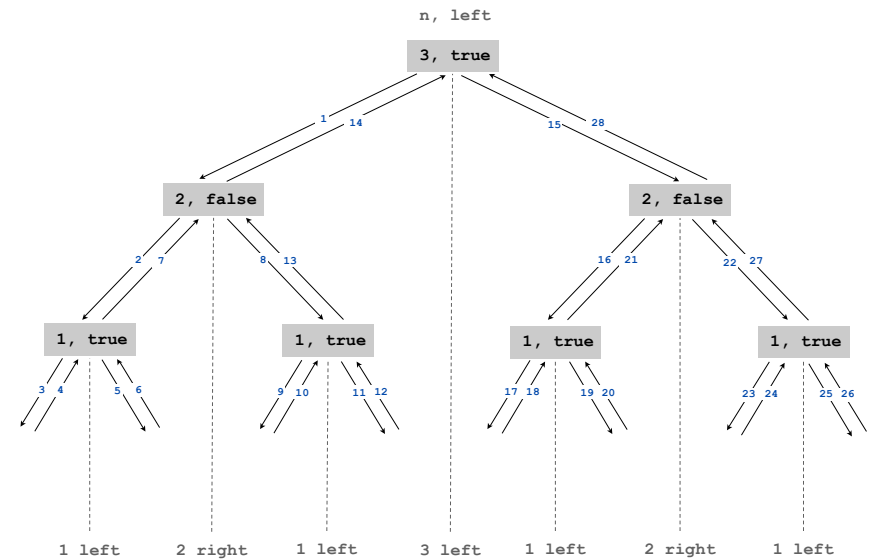 n, left
3, true
1
14
15
28
2, false
2, false
2
7
8
13
16
21
22
27
1, true
1, true
1, true
1, true
3
4
5
6
9
10
11
12
17
18
19
20
23
24
25
26
1 left
2 right
1 left
3 left
1 left
2 right
1 left